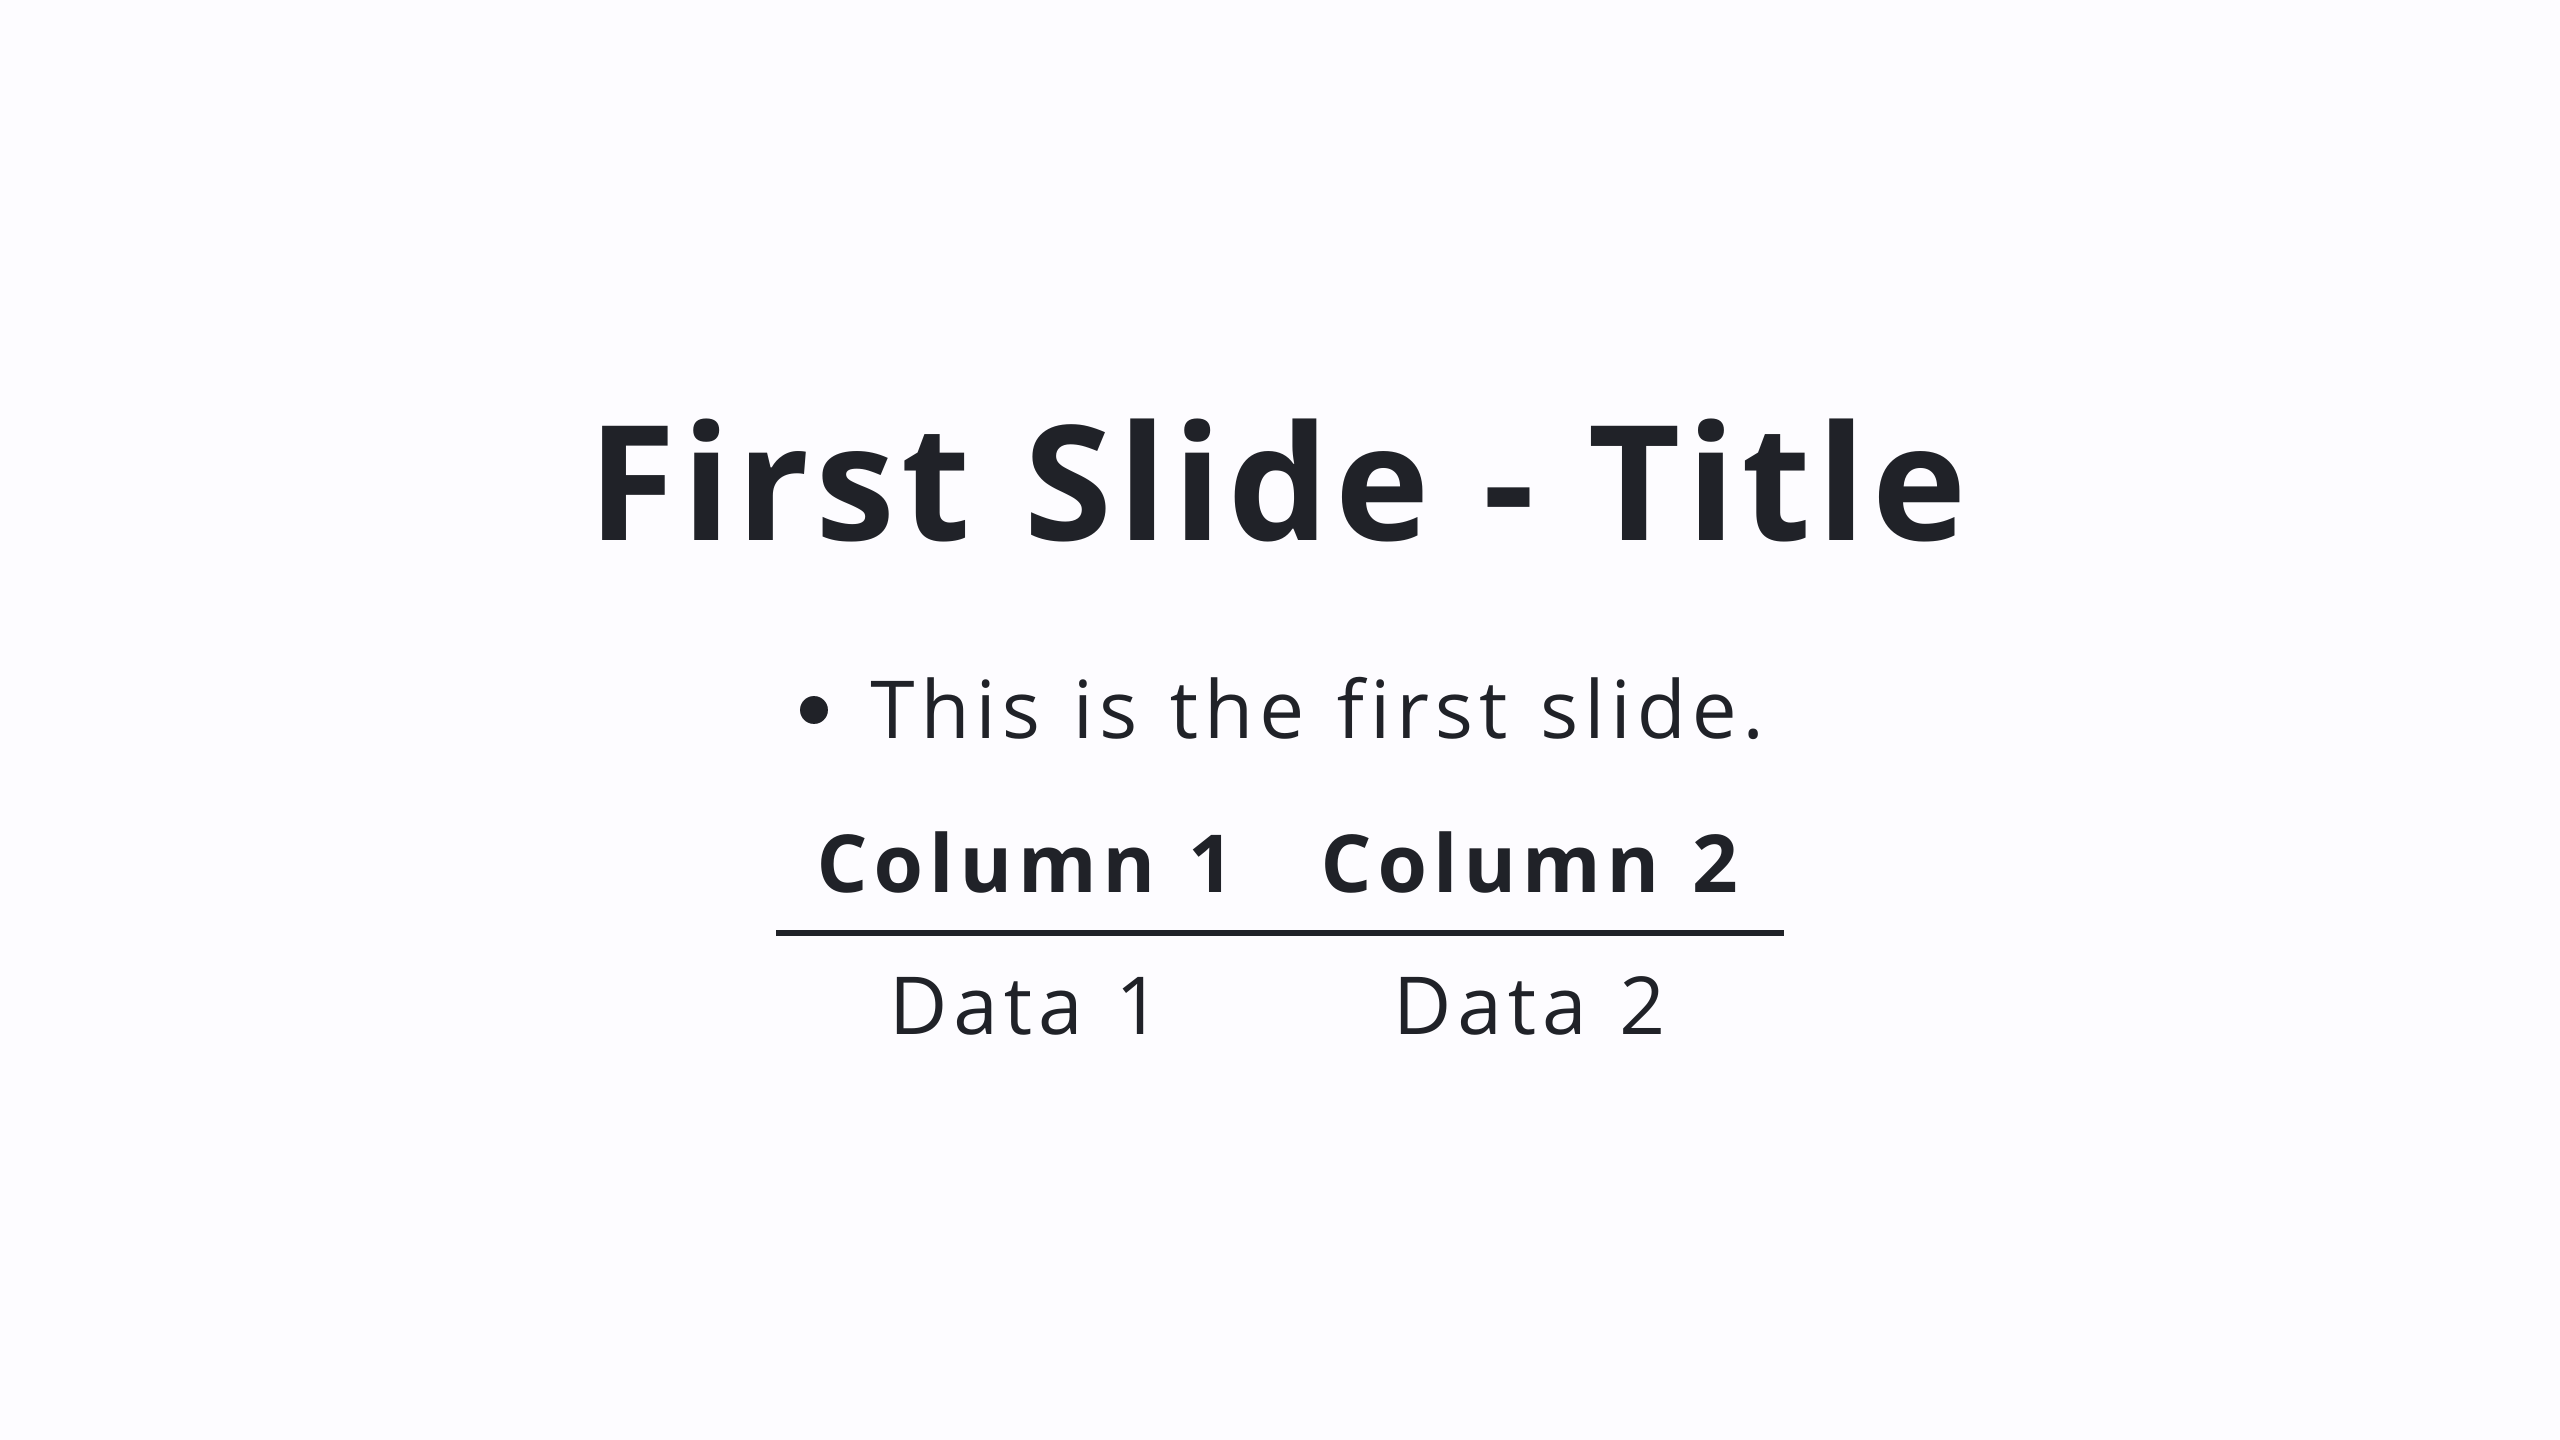 First Slide - Title
• This is the first slide.
Column 1 Column 2
Data 1 Data 2